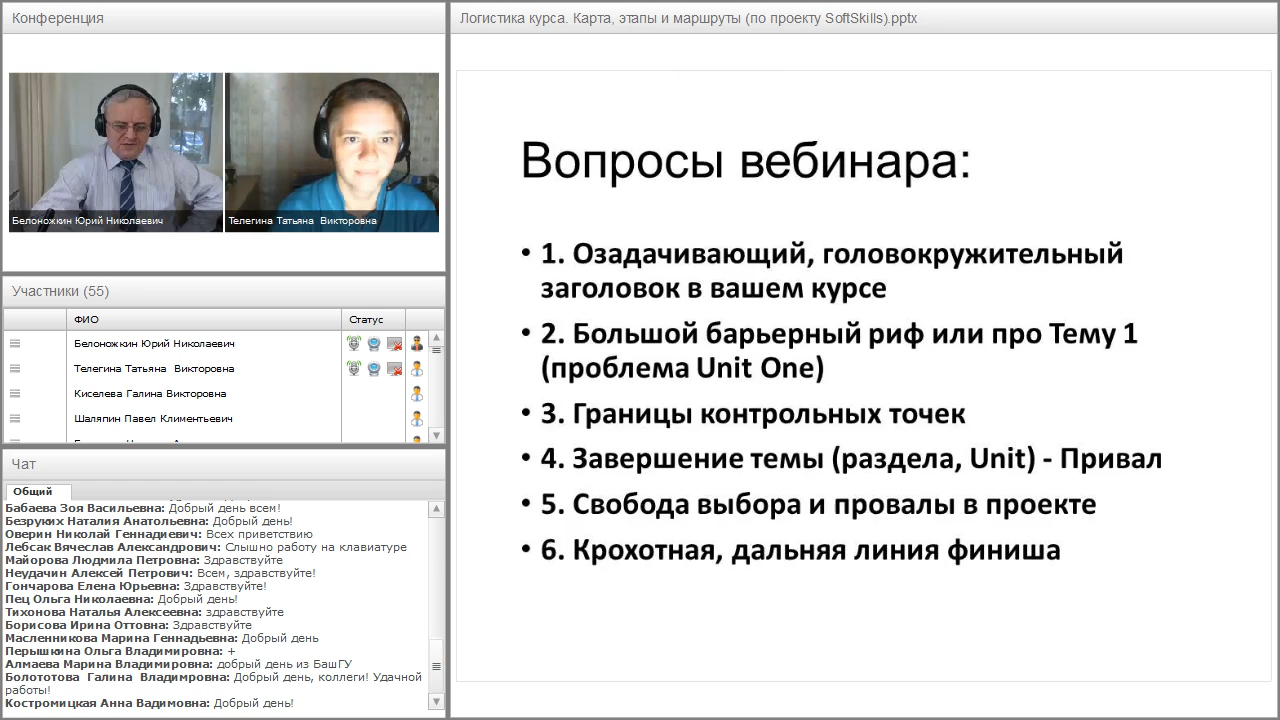 Конференция
Белоножкин Юрий Николаевич
Телегина Татьяна Викторовна
Участники (55)
ФИО Статус
Белоножкин Юрий Николаевич
Телегина Татьяна Викторовна
Киселева Галина Викторовна
Шаляпин Павел Климентьевич
Чат
Общий
Бабаева Зоя Васильевна: Добрый день всем!
Безруких Наталия Анатольевна: Добрый день!
Оверин Николай Геннадиевич: Всех приветствую
Лебсак Вячеслав Александрович: Слышно работу на клавиатуре
Майорова Людмила Петровна: Здравствуйте
Неудачин Алексей Петрович: Всем, здравствуйте!
Гончарова Елена Юрьевна: Здравствуйте!
Пец Ольга Николаевна: Добрый день!
Тихонова Наталья Алексеевна: здравствуйте
Борисова Ирина Оттовна: Здравствуйте
Масленникова Марина Геннадьевна: Добрый день
Перышкина Ольга Владимировна: +
Алмаева Марина Владимировна: добрый день из БашГУ
Болототова Галина Владимровна: Добрый день, коллеги! Удачной
работы!
Костромицкая Анна Вадимовна: Добрый день!
Логистика курса. Карта, этапы и маршруты (по проекту SoftSkills).pptx
Вопросы вебинара:
• 1. Озадачивающий, головокружительный
заголовок в вашем курсе
• 2. Большой барьерный риф или про Тему 1
(проблема Unit One)
• 3. Границы контрольных точек
• 4. Завершение темы (раздела, Unit) - Привал
• 5. Свобода выбора и провалы в проекте
• 6. Крохотная, дальняя линия финиша